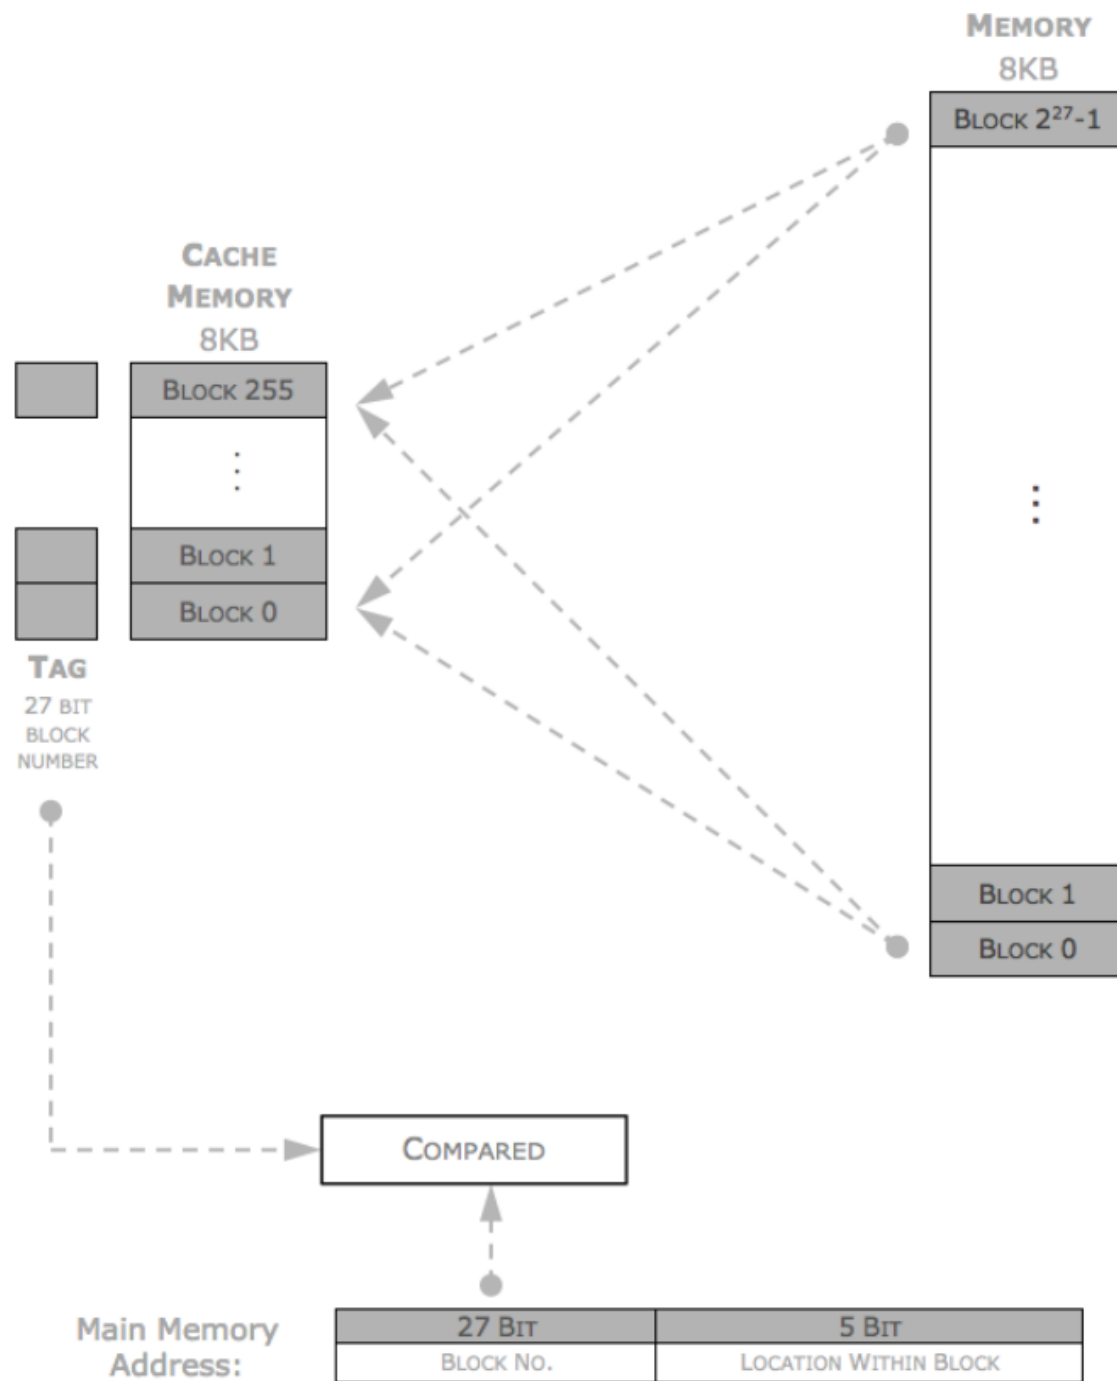 MEMORY
8KB
BLOCK 2²⁷-1
CACHE
MEMORY
8KB
BLOCK 255
⋮
BLOCK 1
BLOCK 0
⋮
TAG
27 BIT
BLOCK
NUMBER
BLOCK 1
BLOCK 0
COMPARED
Main Memory
Address:
27 BIT 5 BIT
BLOCK NO. LOCATION WITHIN BLOCK